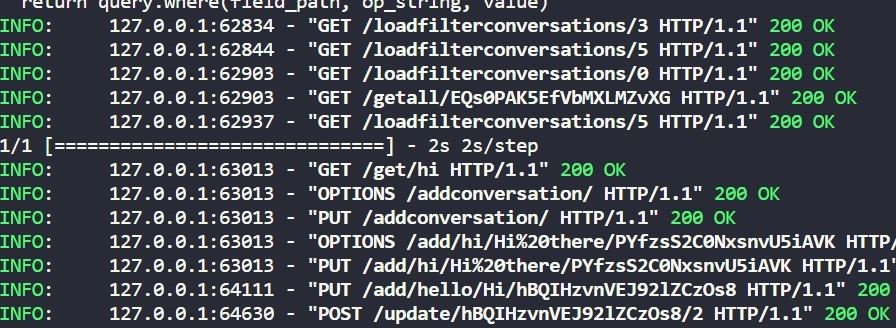 return query.where(field_path, op_string, value)
INFO: 127.0.0.1:62834 - "GET /loadfilterconversations/3 HTTP/1.1" 200 OK
INFO: 127.0.0.1:62844 - "GET /loadfilterconversations/5 HTTP/1.1" 200 OK
INFO: 127.0.0.1:62903 - "GET /loadfilterconversations/0 HTTP/1.1" 200 OK
INFO: 127.0.0.1:62903 - "GET /getall/EQs0PAK5EfVbMXLMZvXG HTTP/1.1" 200 OK
INFO: 127.0.0.1:62937 - "GET /loadfilterconversations/5 HTTP/1.1" 200 OK
1/1 [==============================] - 2s 2s/step
INFO: 127.0.0.1:63013 - "GET /get/hi HTTP/1.1" 200 OK
INFO: 127.0.0.1:63013 - "OPTIONS /addconversation/ HTTP/1.1" 200 OK
INFO: 127.0.0.1:63013 - "PUT /addconversation/ HTTP/1.1" 200 OK
INFO: 127.0.0.1:63013 - "OPTIONS /add/hi/Hi%20there/PYfzsS2C0NxsnvU5iAVK HTTP/
INFO: 127.0.0.1:63013 - "PUT /add/hi/Hi%20there/PYfzsS2C0NxsnvU5iAVK HTTP/1.1"
INFO: 127.0.0.1:64111 - "PUT /add/hello/Hi/hBQIHzvnVEJ92lZCzOs8 HTTP/1.1" 200
INFO: 127.0.0.1:64630 - "POST /update/hBQIHzvnVEJ92lZCzOs8/2 HTTP/1.1" 200 OK